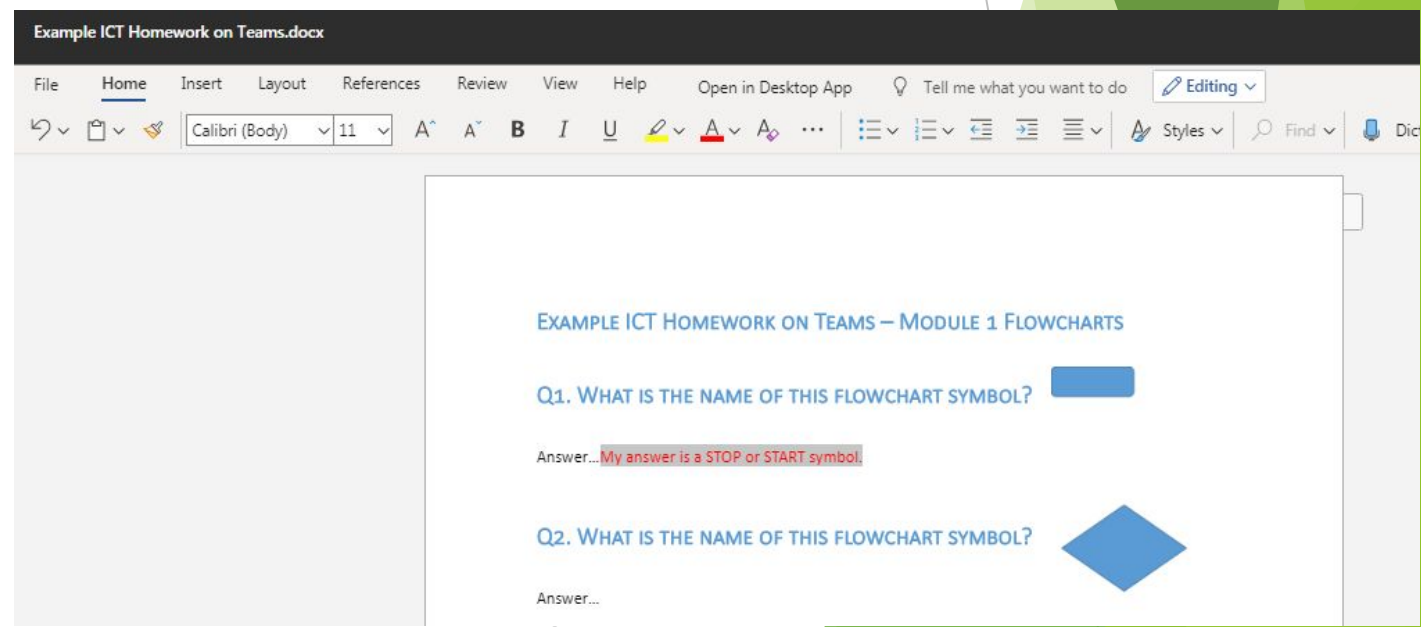 Example ICT Homework on Teams.docx
File Home Insert Layout References Review View Help Open in Desktop App Tell me what you want to do Editing
Calibri (Body) 11 A A B I U A A Styles Find Dic
EXAMPLE ICT HOMEWORK ON TEAMS – MODULE 1 FLOWCHARTS
Q1. WHAT IS THE NAME OF THIS FLOWCHART SYMBOL?
Answer...My answer is a STOP or START symbol.
Q2. WHAT IS THE NAME OF THIS FLOWCHART SYMBOL?
Answer...